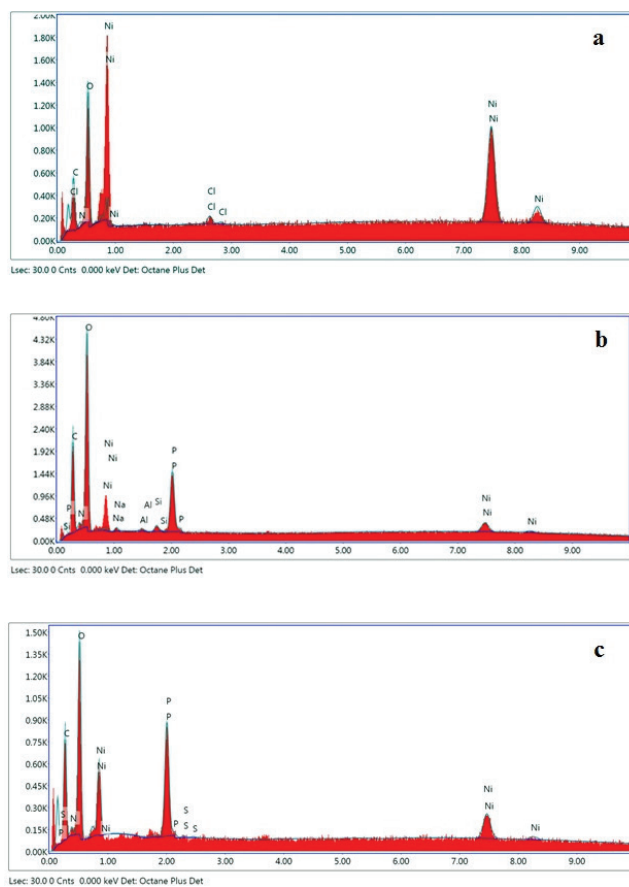 2.00K
Ni
a
1.80K
Ni
1.60K
1.40K
O
1.20K
Ni
1.00K
Ni
0.80K
0.60K
C
0.40K
Cl
Cl
Ni
0.20K
N
Ni
Cl
Cl
0.00K
0.00 1.00 2.00 3.00 4.00 5.00 6.00 7.00 8.00 9.00
Lsec: 30.0 0 Cnts 0.000 keV Det: Octane Plus Det
4.80K
O
b
4.32K
3.84K
3.36K
2.88K
2.40K
C
Ni
1.92K
Ni
P
1.44K
Ni
P
0.96K
P
Na
Al
Si
Ni
0.48K
Si
N
Na
Al
Si
P
Ni
Ni
0.00K
0.00 1.00 2.00 3.00 4.00 5.00 6.00 7.00 8.00 9.00
Lsec: 30.0 0 Cnts 0.000 keV Det: Octane Plus Det
1.50K
O
c
1.35K
1.20K
1.05K
P
0.90K
P
0.75K
C
Ni
0.60K
Ni
0.45K
Ni
0.30K
S
S
Ni
0.15K
P
N
Ni
P
S
S
Ni
0.00K
0.00 1.00 2.00 3.00 4.00 5.00 6.00 7.00 8.00 9.00
Lsec: 30.0 0 Cnts 0.000 keV Det: Octane Plus Det